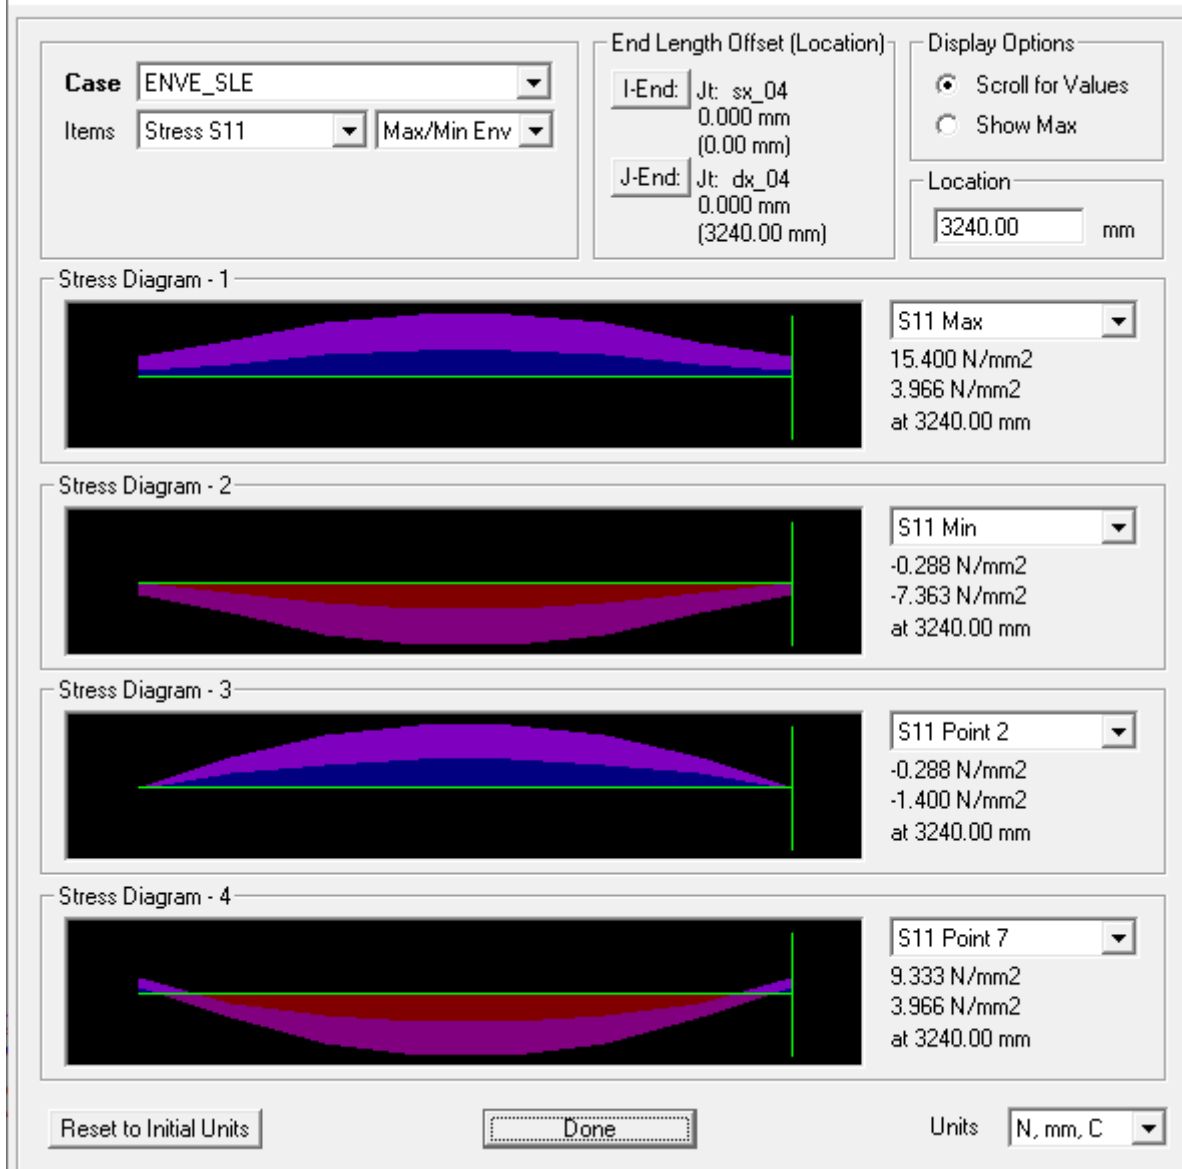 Case ENVE_SLE
Items Stress S11 Max/Min Env
End Length Offset (Location)
I-End: Jt: sx_04
0.000 mm
(0.00 mm)
J-End: Jt: dx_04
0.000 mm
(3240.00 mm)
Display Options
Scroll for Values
Show Max
Location
3240.00 mm
Stress Diagram - 1
S11 Max
15.400 N/mm2
3.966 N/mm2
at 3240.00 mm
Stress Diagram - 2
S11 Min
-0.288 N/mm2
-7.363 N/mm2
at 3240.00 mm
Stress Diagram - 3
S11 Point 2
-0.288 N/mm2
-1.400 N/mm2
at 3240.00 mm
Stress Diagram - 4
S11 Point 7
9.333 N/mm2
3.966 N/mm2
at 3240.00 mm
Reset to Initial Units
Done
Units N, mm, C